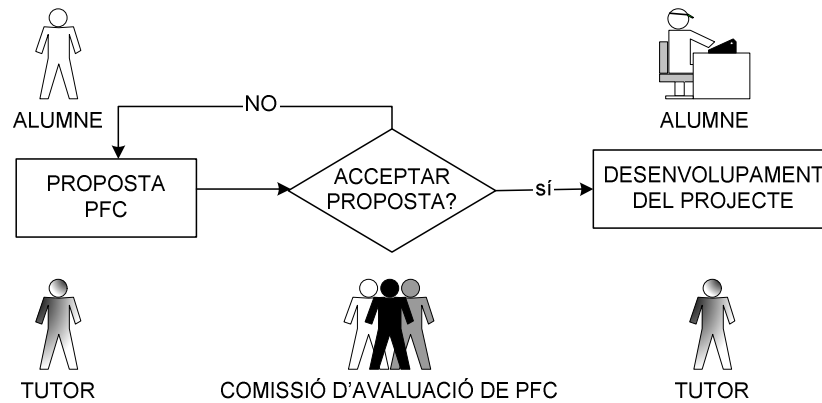 NO
ALUMNE
ALUMNE
PROPOSTA
PFC
ACCEPTAR
PROPOSTA?
sí
DESENVOLUPAMENT
DEL PROJECTE
TUTOR
COMISSIÓ D'AVALUACIÓ DE PFC
TUTOR